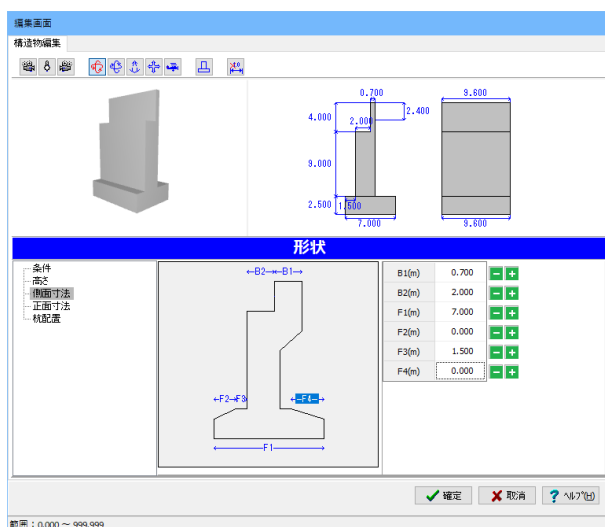 編集画面
構造物編集
0.700
4.000
2.000
2.400
9.000
2.500
1.500
7.000
9.600
9.600
形状
条件
高さ
側面寸法
正面寸法
杭配置
B2 B1
F2 F3 F4
F1
B1(m) 0.700
B2(m) 2.000
F1(m) 7.000
F2(m) 0.000
F3(m) 1.500
F4(m) 0.000
確定 取消 ? ヘルプ(H)
範囲：0.000 ～ 999.999